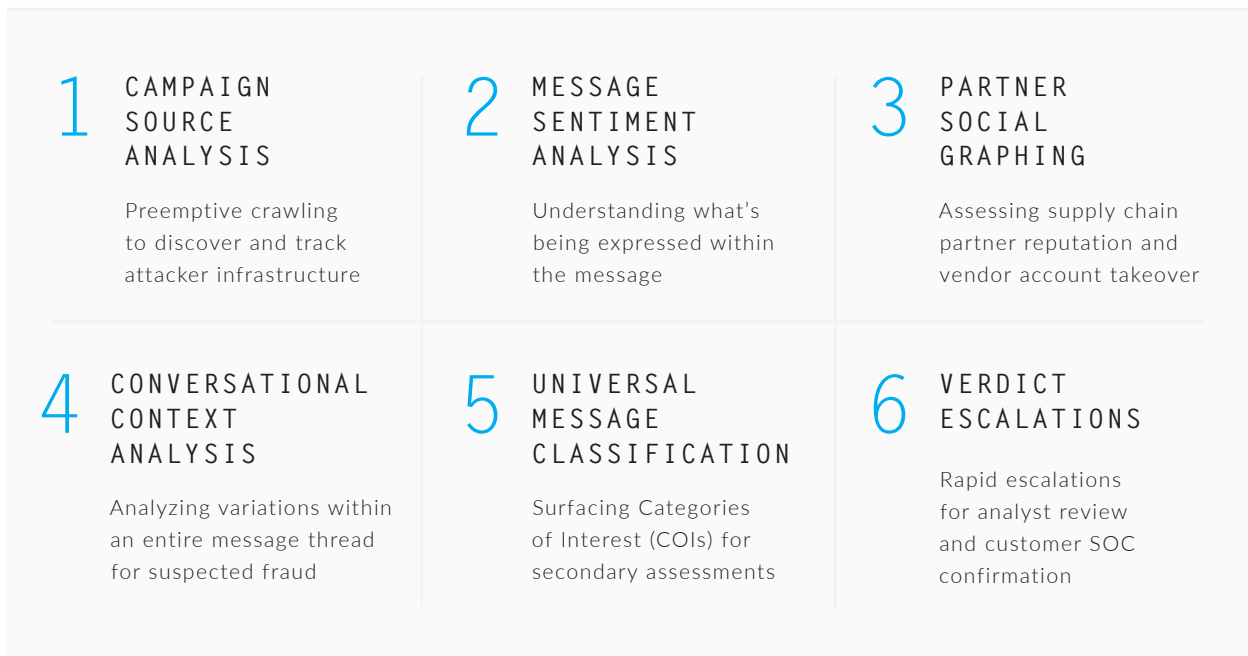 1
CAMPAIGN
SOURCE
ANALYSIS
Preemptive crawling
to discover and track
attacker infrastructure
2
MESSAGE
SENTIMENT
ANALYSIS
Understanding what’s
being expressed within
the message
3
PARTNER
SOCIAL
GRAPHING
Assessing supply chain
partner reputation and
vendor account takeover
4
CONVERSATIONAL
CONTEXT
ANALYSIS
Analyzing variations within
an entire message thread
for suspected fraud
5
UNIVERSAL
MESSAGE
CLASSIFICATION
Surfacing Categories
of Interest (COIs) for
secondary assessments
6
VERDICT
ESCALATIONS
Rapid escalations
for analyst review
and customer SOC
confirmation